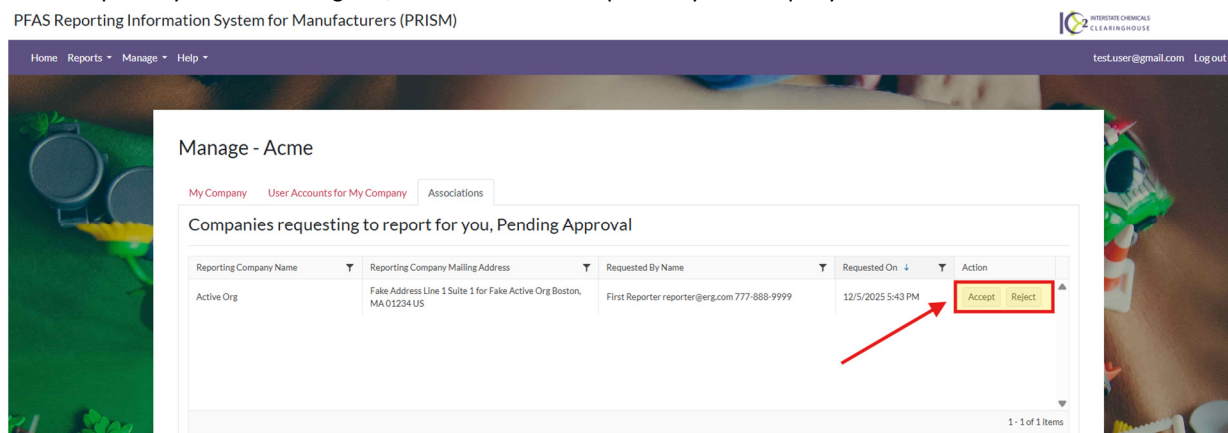 PFAS Reporting Information System for Manufacturers (PRISM)
INTERSTATE CHEMICALS
CLEARINGHOUSE
Home Reports Manage Help
test.user@gmail.com Log out
Manage - Acme
My Company User Accounts for My Company Associations
Companies requesting to report for you, Pending Approval
Reporting Company Name Reporting Company Mailing Address Requested By Name Requested On ↓ Action
Active Org
Fake Address Line 1 Suite 1 for Fake Active Org Boston,
MA 01234 US
First Reporter reporter@erg.com 777-888-9999
12/5/2025 5:43 PM
Accept Reject
1 - 1 of 1 items